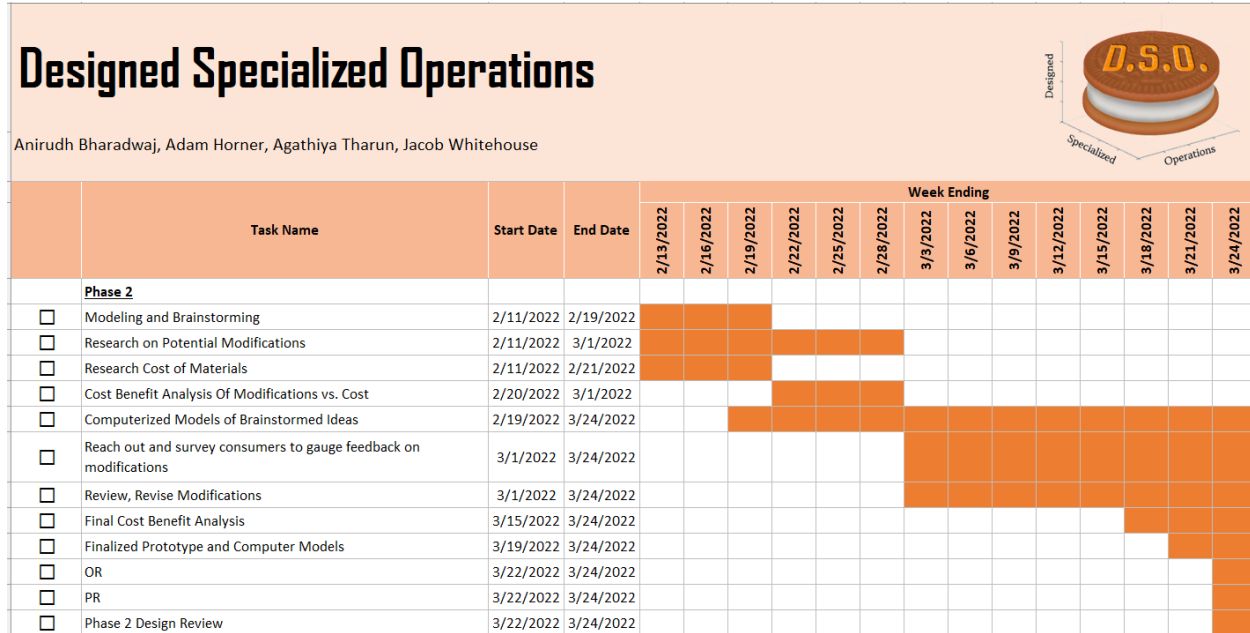 Designed Specialized Operations
D.S.O.
Designed
Specialized
Operations
Anirudh Bharadwaj, Adam Horner, Agathiya Tharun, Jacob Whitehouse
Week Ending
Task Name Start Date End Date 2/13/2022 2/16/2022 2/19/2022 2/22/2022 2/25/2022 2/28/2022 3/3/2022 3/6/2022 3/9/2022 3/12/2022 3/15/2022 3/18/2022 3/21/2022 3/24/2022
Phase 2
Modeling and Brainstorming 2/11/2022 2/19/2022
Research on Potential Modifications 2/11/2022 3/1/2022
Research Cost of Materials 2/11/2022 2/21/2022
Cost Benefit Analysis Of Modifications vs. Cost 2/20/2022 3/1/2022
Computerized Models of Brainstormed Ideas 2/19/2022 3/24/2022
Reach out and survey consumers to gauge feedback on
modifications 3/1/2022 3/24/2022
Review, Revise Modifications 3/1/2022 3/24/2022
Final Cost Benefit Analysis 3/15/2022 3/24/2022
Finalized Prototype and Computer Models 3/19/2022 3/24/2022
OR 3/22/2022 3/24/2022
PR 3/22/2022 3/24/2022
Phase 2 Design Review 3/22/2022 3/24/2022